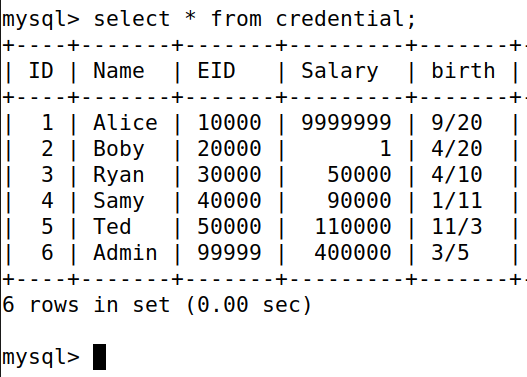 mysql> select * from credential;
+----+-------+-------+---------+-------+
| ID | Name  | EID   | Salary  | birth |
+----+-------+-------+---------+-------+
|  1 | Alice | 10000 | 9999999 | 9/20  |
|  2 | Boby  | 20000 |       1 | 4/20  |
|  3 | Ryan  | 30000 |   50000 | 4/10  |
|  4 | Samy  | 40000 |   90000 | 1/11  |
|  5 | Ted   | 50000 |  110000 | 11/3  |
|  6 | Admin | 99999 |  400000 | 3/5   |
+----+-------+-------+---------+-------+
6 rows in set (0.00 sec)
mysql>